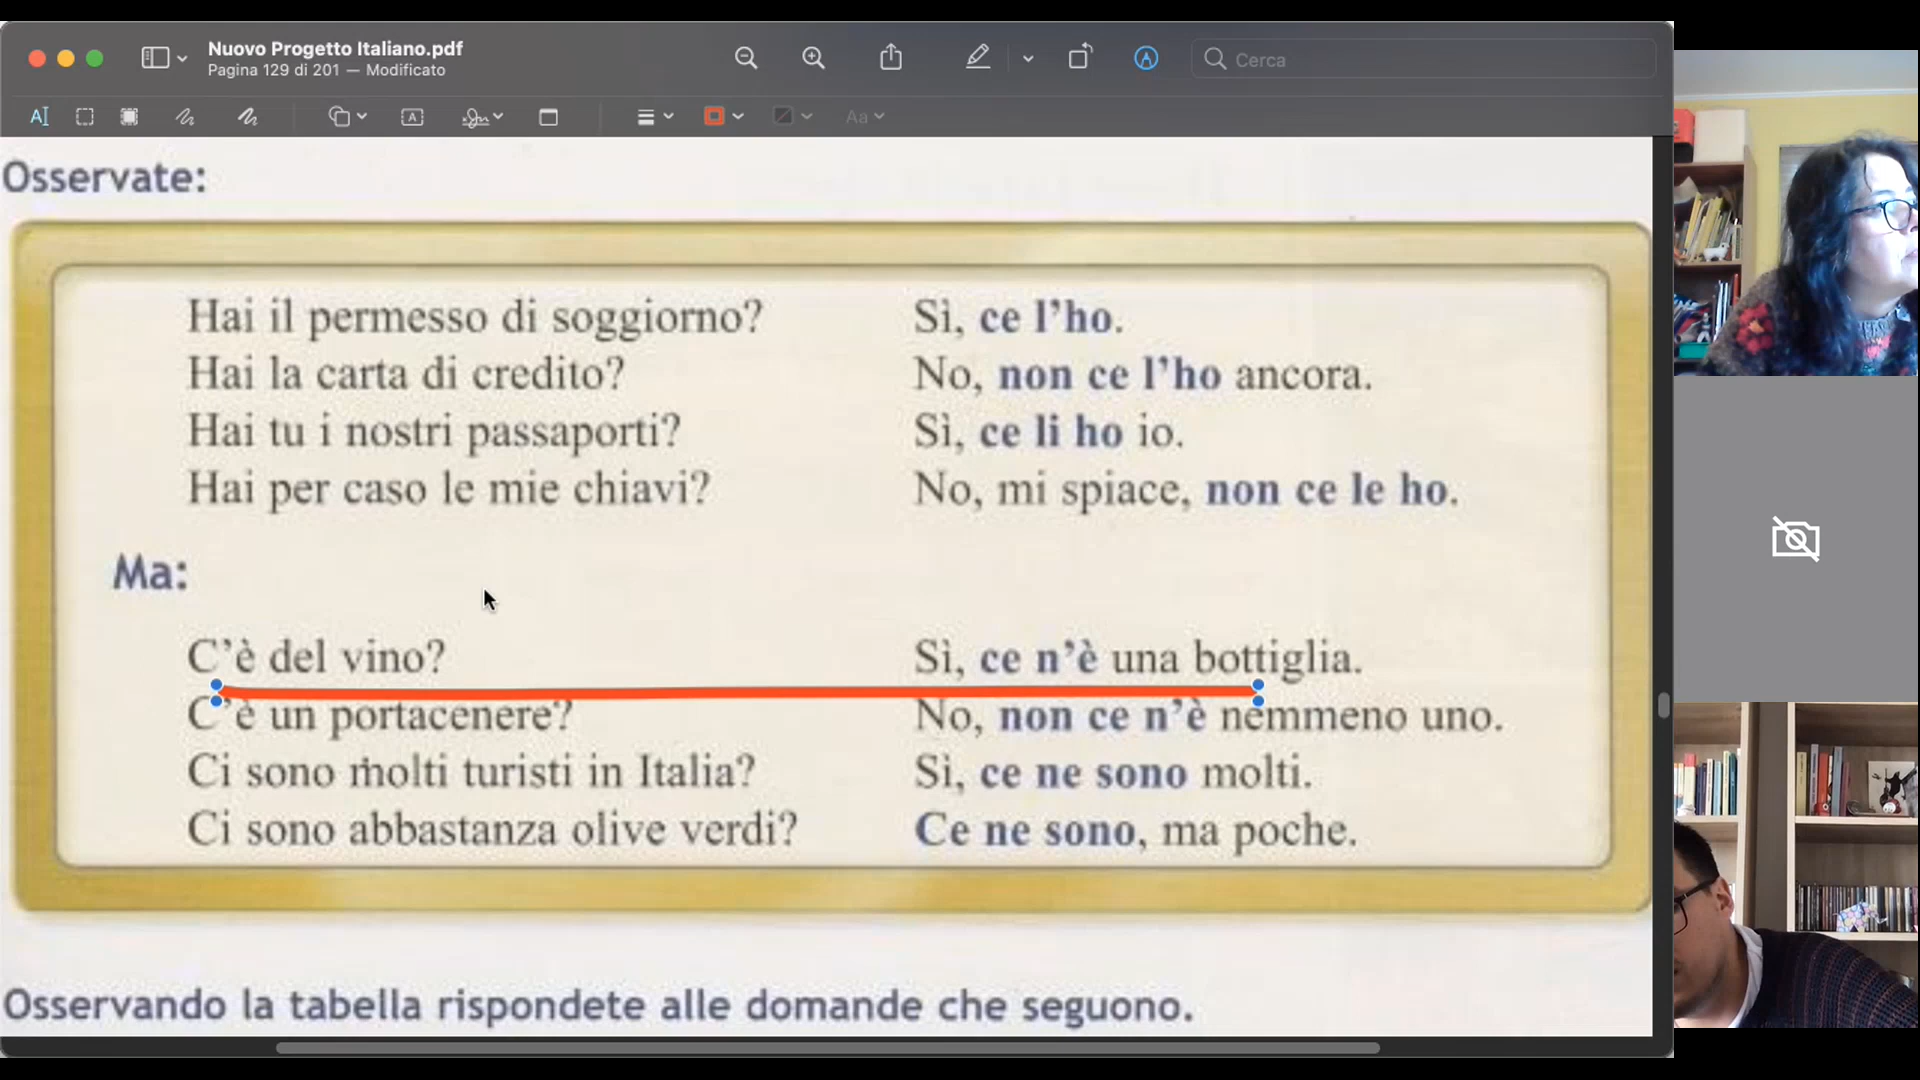 Nuovo Progetto Italiano.pdf
Pagina 129 di 201 — Modificato
Cerca
Osservate:
Hai il permesso di soggiorno? Sì, ce l'ho.
Hai la carta di credito? No, non ce l'ho ancora.
Hai tu i nostri passaporti? Sì, ce li ho io.
Hai per caso le mie chiavi? No, mi spiace, non ce le ho.
Ma:
C'è del vino? Sì, ce n'è una bottiglia.
C'è un portacenere? No, non ce n'è nemmeno uno.
Ci sono molti turisti in Italia? Sì, ce ne sono molti.
Ci sono abbastanza olive verdi? Ce ne sono, ma poche.
Osservando la tabella rispondete alle domande che seguono.